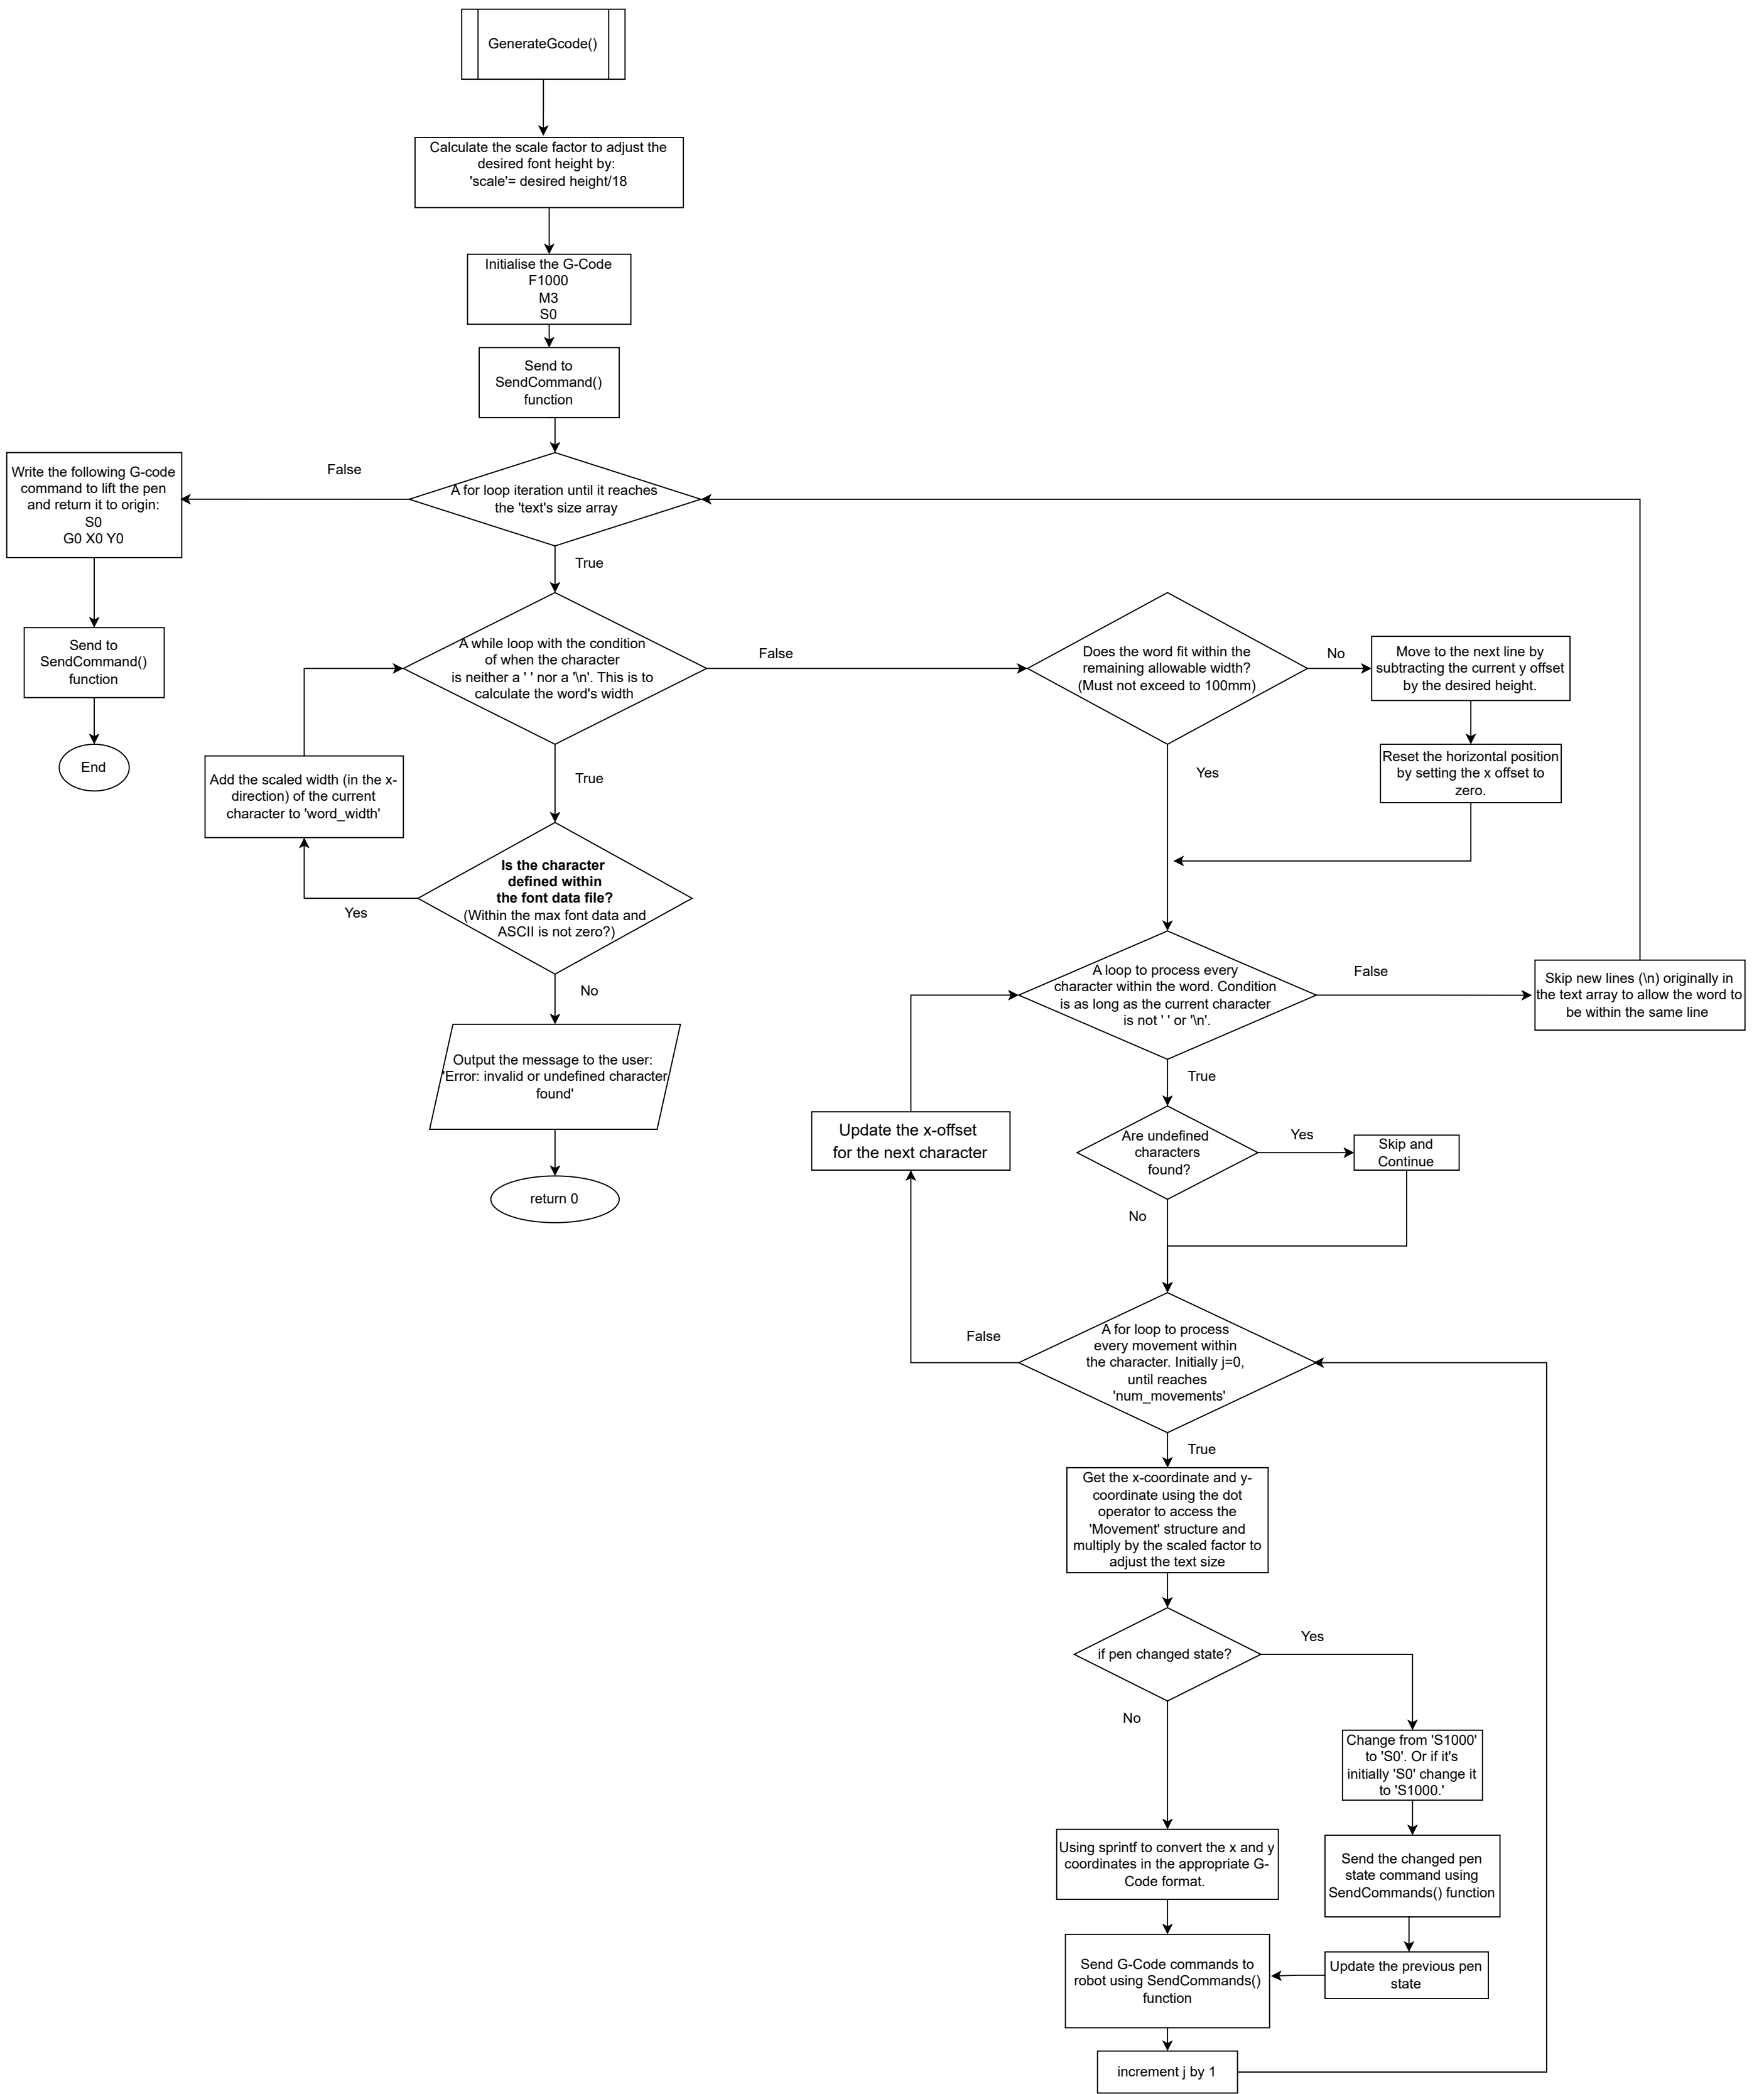 GenerateGcode()
Calculate the scale factor to adjust the
desired font height by:
'scale'= desired height/18
Initialise the G-Code
F1000
M3
S0
Send to
SendCommand()
function
A for loop iteration until it reaches
the 'text's size array
False
Write the following G-code
command to lift the pen
and return it to origin:
S0
G0 X0 Y0
Send to
SendCommand()
function
End
True
A while loop with the condition
of when the character
is neither a ' ' nor a '\n'. This is to
calculate the word's width
False
True
Add the scaled width (in the x-
direction) of the current
character to 'word_width'
Is the character
defined within
the font data file?
(Within the max font data and
ASCII is not zero?)
Yes
No
Output the message to the user:
'Error: invalid or undefined character
found'
return 0
Does the word fit within the
remaining allowable width?
(Must not exceed to 100mm)
No
Move to the next line by
subtracting the current y offset
by the desired height.
Reset the horizontal position
by setting the x offset to
zero.
Yes
A loop to process every
character within the word. Condition
is as long as the current character
is not ' ' or '\n'.
False
Skip new lines (\n) originally in
the text array to allow the word to
be within the same line
True
Are undefined
characters
found?
Yes
Skip and
Continue
No
Update the x-offset
for the next character
A for loop to process
every movement within
the character. Initially j=0,
until reaches
'num_movements'
False
True
Get the x-coordinate and y-
coordinate using the dot
operator to access the
'Movement' structure and
multiply by the scaled factor to
adjust the text size
if pen changed state?
Yes
No
Change from 'S1000'
to 'S0'. Or if it's
initially 'S0' change it
to 'S1000.'
Send the changed pen
state command using
SendCommands() function
Update the previous pen
state
Using sprintf to convert the x and y
coordinates in the appropriate G-
Code format.
Send G-Code commands to
robot using SendCommands()
function
increment j by 1